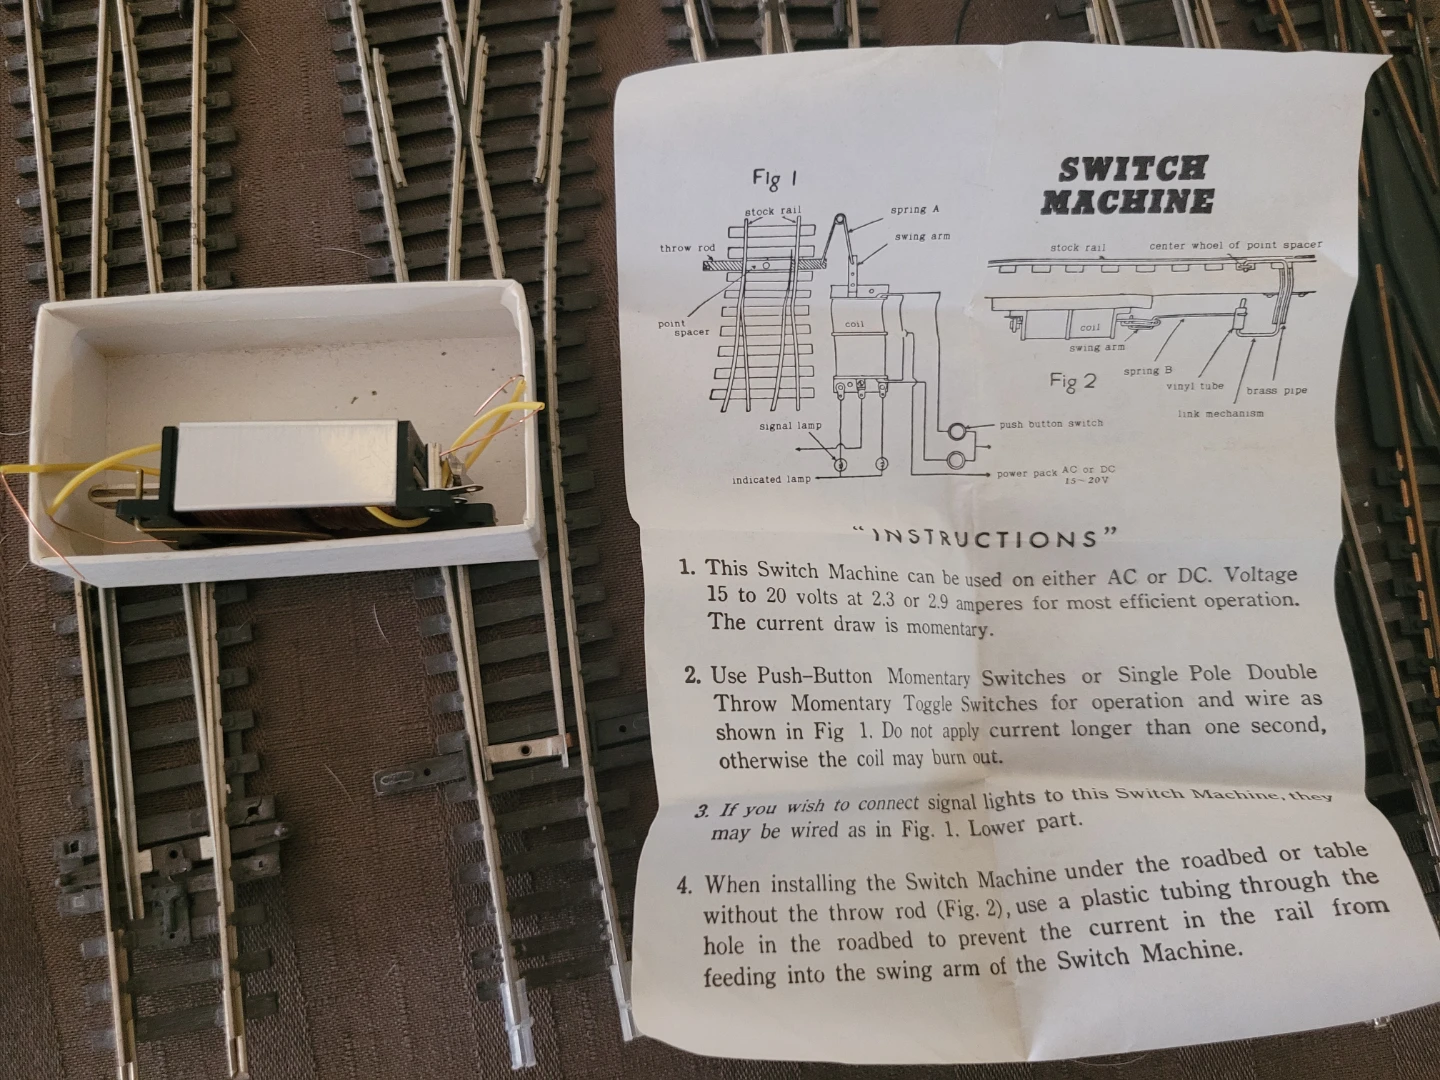 Fig 1
SWITCH
MACHINE
stock rail
spring A
swing arm
throw rod
point
spacer
coil
signal lamp
push button switch
indicated lamp
power pack AC or DC
15~20V
stock rail
center whoel of point spacer
coil
swing arm
spring B
Fig 2
vinyl tube
brass pipe
link mechanism
"INSTRUCTIONS"
1. This Switch Machine can be used on either AC or DC. Voltage
15 to 20 volts at 2.3 or 2.9 amperes for most efficient operation.
The current draw is momentary.
2. Use Push-Button Momentary Switches or Single Pole Double
Throw Momentary Toggle Switches for operation and wire as
shown in Fig 1. Do not apply current longer than one second,
otherwise the coil may burn out.
3. If you wish to connect signal lights to this Switch Machine, they
may be wired as in Fig. 1. Lower part.
4. When installing the Switch Machine under the roadbed or table
without the throw rod (Fig. 2), use a plastic tubing through the
hole in the roadbed to prevent the current in the rail from
feeding into the swing arm of the Switch Machine.